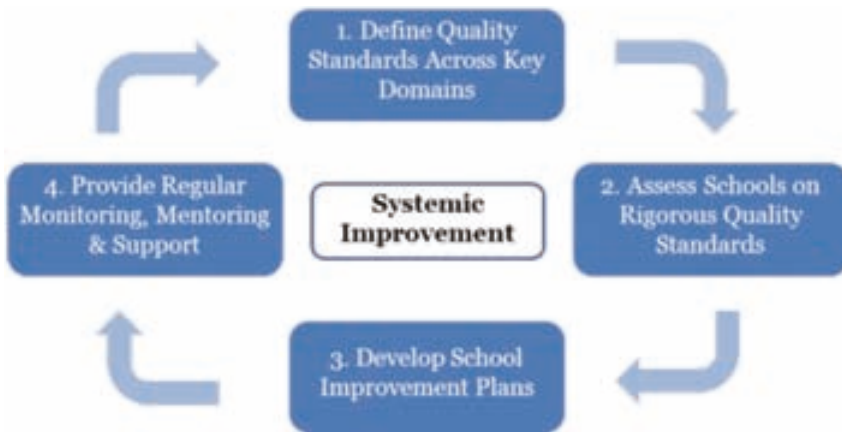 1. Define Quality
Standards Across Key
Domains
2. Assess Schools on
Rigorous Quality
Standards
3. Develop School
Improvement Plans
4. Provide Regular
Monitoring, Mentoring
& Support
Systemic
Improvement